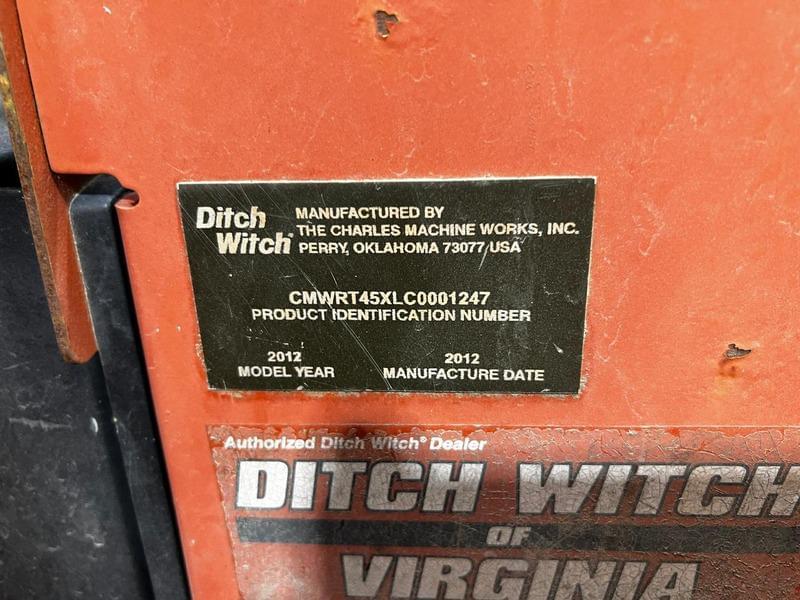 Ditch Witch®
MANUFACTURED BY
THE CHARLES MACHINE WORKS, INC.
PERRY, OKLAHOMA 73077 USA
CMWRT45XLC0001247
PRODUCT IDENTIFICATION NUMBER
2012
MODEL YEAR
2012
MANUFACTURE DATE
Authorized Ditch Witch® Dealer
DITCH WITCH
OF
VIRGINIA